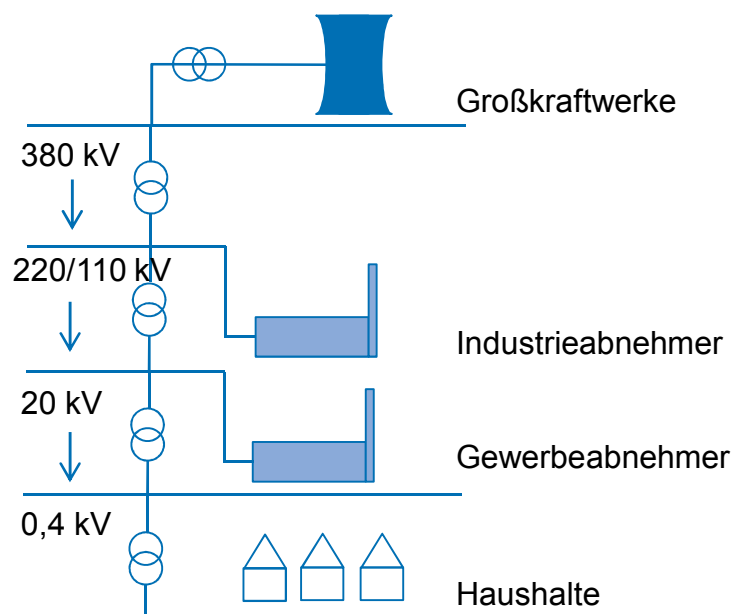 Großkraftwerke
380 kV
220/110 kV
Industrieabnehmer
20 kV
Gewerbeabnehmer
0,4 kV
Haushalte